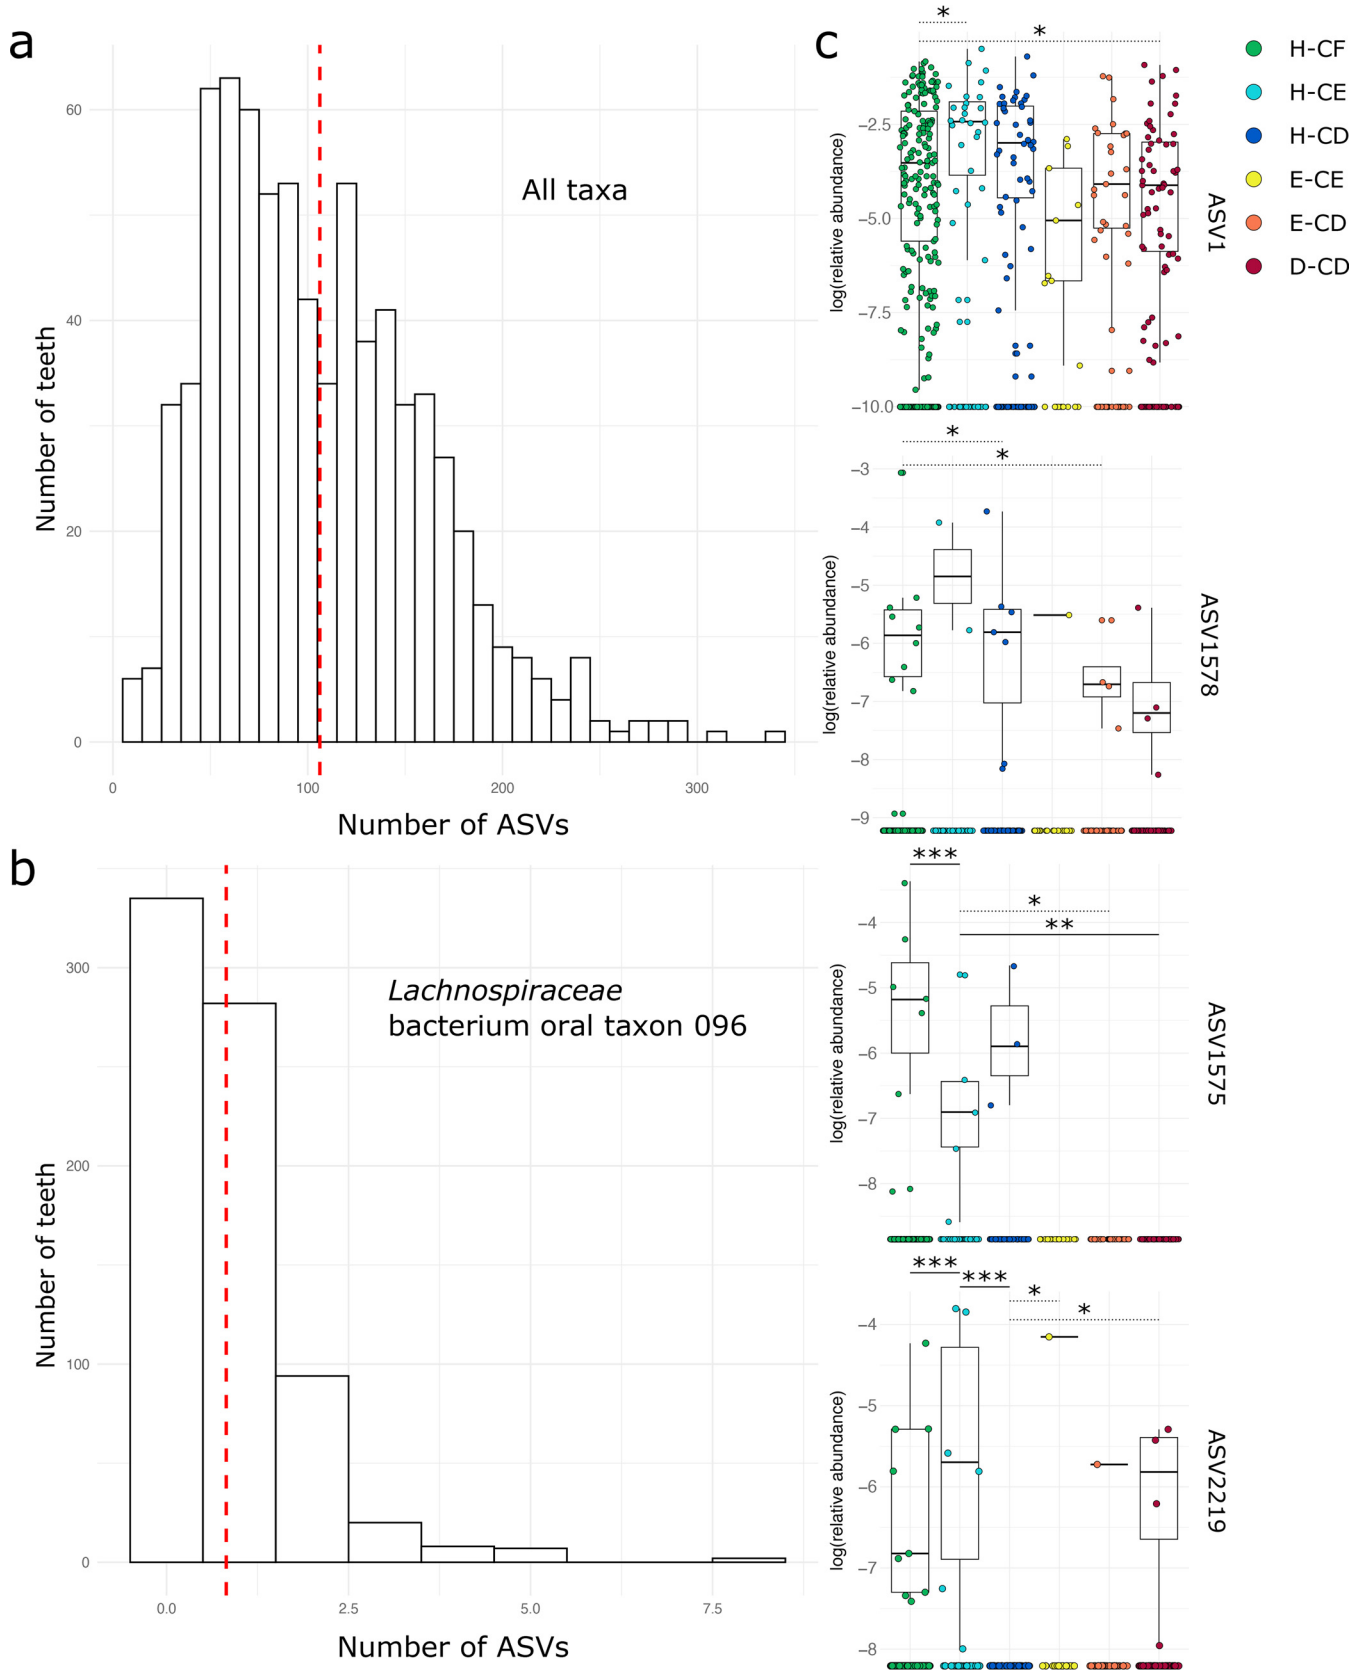 a
Number of teeth
60
40
20
0
All taxa
0
100
200
300
Number of ASVs
b
Number of teeth
300
200
100
0
Lachnospiraceae
bacterium oral taxon 096
0.0
2.5
5.0
7.5
Number of ASVs
c
*
*
log(relative abundance)
−2.5
−5.0
−7.5
−10.0
ASV1
H-CF
H-CE
H-CD
E-CE
E-CD
D-CD
*
*
log(relative abundance)
−3
−4
−5
−6
−7
−8
−9
ASV1578
***
*
**
log(relative abundance)
−4
−5
−6
−7
−8
ASV1575
***
***
*
*
log(relative abundance)
−4
−5
−6
−7
−8
ASV2219